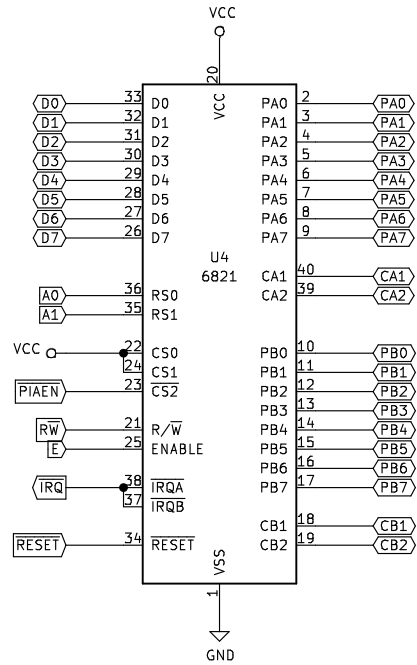 VCC
20
VCC
D0 33 D0 PA0 2 PA0
D1 32 D1 PA1 3 PA1
D2 31 D2 PA2 4 PA2
D3 30 D3 PA3 5 PA3
D4 29 D4 PA4 6 PA4
D5 28 D5 PA5 7 PA5
D6 27 D6 PA6 8 PA6
D7 26 D7 PA7 9 PA7
U4
6821
CA1 40 CA1
A0 36 RS0 CA2 39 CA2
A1 35 RS1
VCC 22 CS0 PB0 10 PB0
24 CS1 PB1 11 PB1
PIAEN 23 CS2 PB2 12 PB2
PB3 13 PB3
RW 21 R/W PB4 14 PB4
E 25 ENABLE PB5 15 PB5
PB6 16 PB6
IRQ 38 IRQA PB7 17 PB7
37 IRQB
CB1 18 CB1
RESET 34 RESET CB2 19 CB2
VSS
1
GND